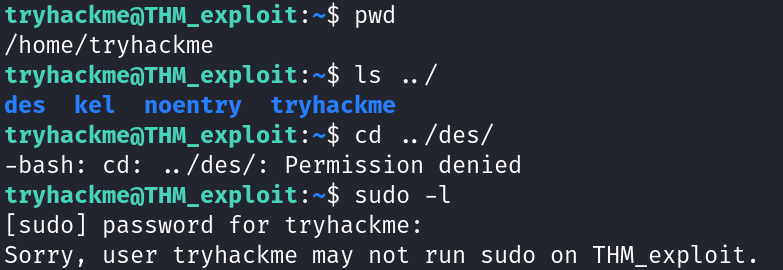 tryhackme@THM_exploit:~$ pwd
/home/tryhackme
tryhackme@THM_exploit:~$ ls ../
des  kel  noentry  tryhackme
tryhackme@THM_exploit:~$ cd ../des/
-bash: cd: ../des/: Permission denied
tryhackme@THM_exploit:~$ sudo -l
[sudo] password for tryhackme:
Sorry, user tryhackme may not run sudo on THM_exploit.